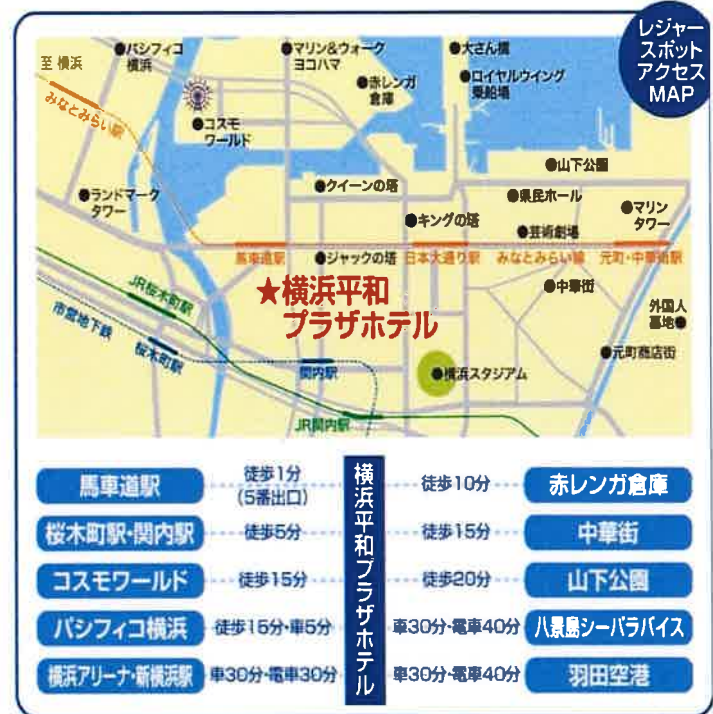 レジャー
スポット
アクセス
MAP
至 横浜
みなとみらい駅
●パシフィコ
横浜
●マリン&ウォーク
ヨコハマ
●赤レンガ
倉庫
●大さん橋
●ロイヤルウイング
乗船場
●コスモ
ワールド
●ランドマーク
タワー
●クイーンの塔
●山下公園
●県民ホール
●マリン
タワー
●キングの塔
●芸術劇場
馬車道駅
●ジャックの塔
日本大通り駅
みなとみらい線
元町・中華街駅
★横浜平和
プラザホテル
●中華街
外国人
墓地●
JR桜木町駅
市営地下鉄
桜木町駅
関内駅
●横浜スタジアム
●元町商店街
JR関内駅
横浜平和プラザホテル
馬車道駅 徒歩1分
(5番出口)
徒歩10分 赤レンガ倉庫
桜木町駅・関内駅 徒歩5分
徒歩15分 中華街
コスモワールド 徒歩15分
徒歩20分 山下公園
パシフィコ横浜 徒歩15分・車5分
車30分・電車40分 八景島シーパラバイス
横浜アリーナ・新横浜駅 車30分・電車30分
車30分・電車40分 羽田空港